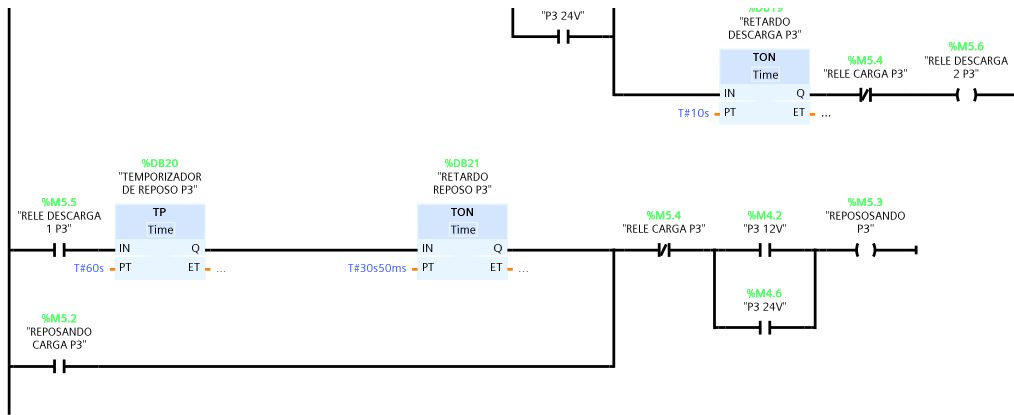 "P3 24V"
%DB19
"RETARDO
DESCARGA P3"
TON
Time
IN
Q
T#10s
PT
ET
...
%M5.4
"RELE CARGA P3"
%M5.6
"RELE DESCARGA
2 P3"
%M5.5
"RELE DESCARGA
1 P3"
%DB20
"TEMPORIZADOR
DE REPOSO P3"
TP
Time
IN
Q
T#60s
PT
ET
...
%DB21
"RETARDO
REPOSO P3"
TON
Time
IN
Q
T#30s50ms
PT
ET
...
%M5.4
"RELE CARGA P3"
%M4.2
"P3 12V"
%M5.3
"REPOSOSANDO
P3"
%M4.6
"P3 24V"
%M5.2
"REPOSANDO
CARGA P3"